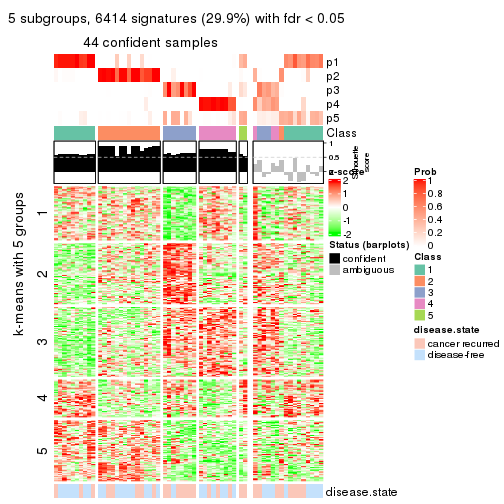 5 subgroups, 6414 signatures (29.9%) with fdr < 0.05
44 confident samples
p1
p2
p3
p4
p5
Class
1
0.5
0
Silhouette
score
k-means with 5 groups
1
2
3
4
5
disease.state
z-score
2
1
0
-1
-2
Status (barplots)
confident
ambiguous
Prob
1
0.8
0.6
0.4
0.2
0
Class
1
2
3
4
5
disease.state
cancer recurred
disease-free